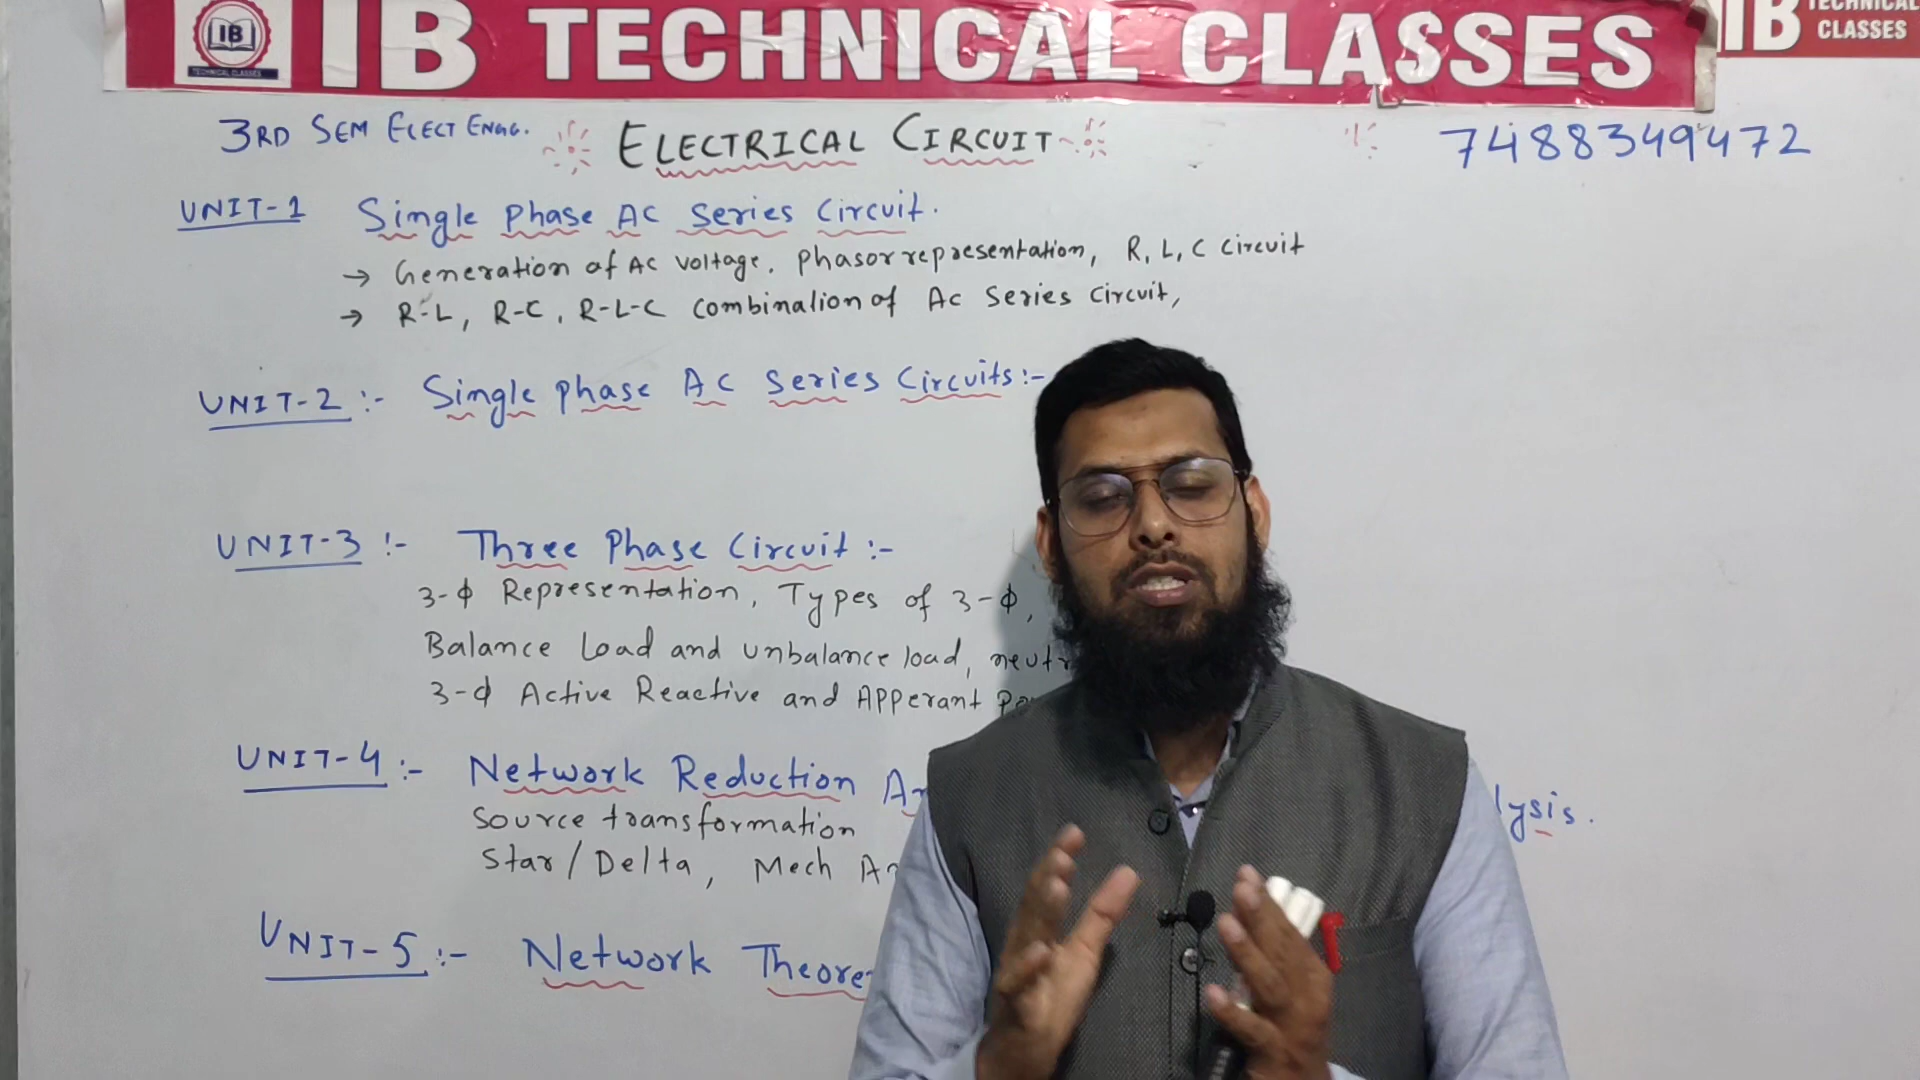 IB TECHNICAL CLASSES
IB
TECHNICAL CLASSES
IB TECHNICAL CLASSES
3RD SEM ELECT ENGG.
ELECTRICAL CIRCUIT
7488349472
UNIT-1 Single Phase AC Series Circuit.
→ Generation of AC voltage, Phasor representation, R, L, C circuit
→ R-L, R-C, R-L-C Combination of AC Series Circuit,
UNIT-2 :- Single phase AC Series Circuits:-
UNIT-3 :- Three Phase Circuit :-
3-ϕ Representation, Types of 3-ϕ,
Balance Load and unbalance load,
3-ϕ Active Reactive and Apperant
UNIT-4 :- Network Reduction
Source transformation
Star/Delta, Mech
UNIT-5 :- Network